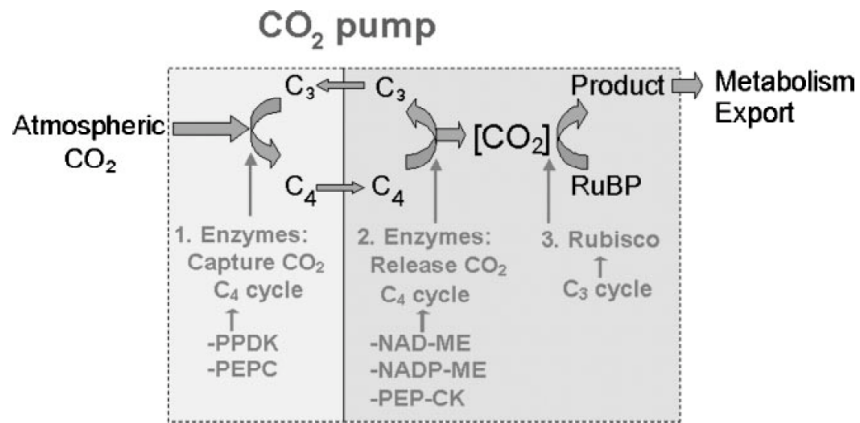 CO₂ pump
Atmospheric
CO₂
C₃
C₄
C₃
C₄
[CO₂]
Product
RuBP
Metabolism
Export
1. Enzymes:
Capture CO₂
C₄ cycle
-PPDK
-PEPC
2. Enzymes:
Release CO₂
C₄ cycle
-NAD-ME
-NADP-ME
-PEP-CK
3. Rubisco
C₃ cycle